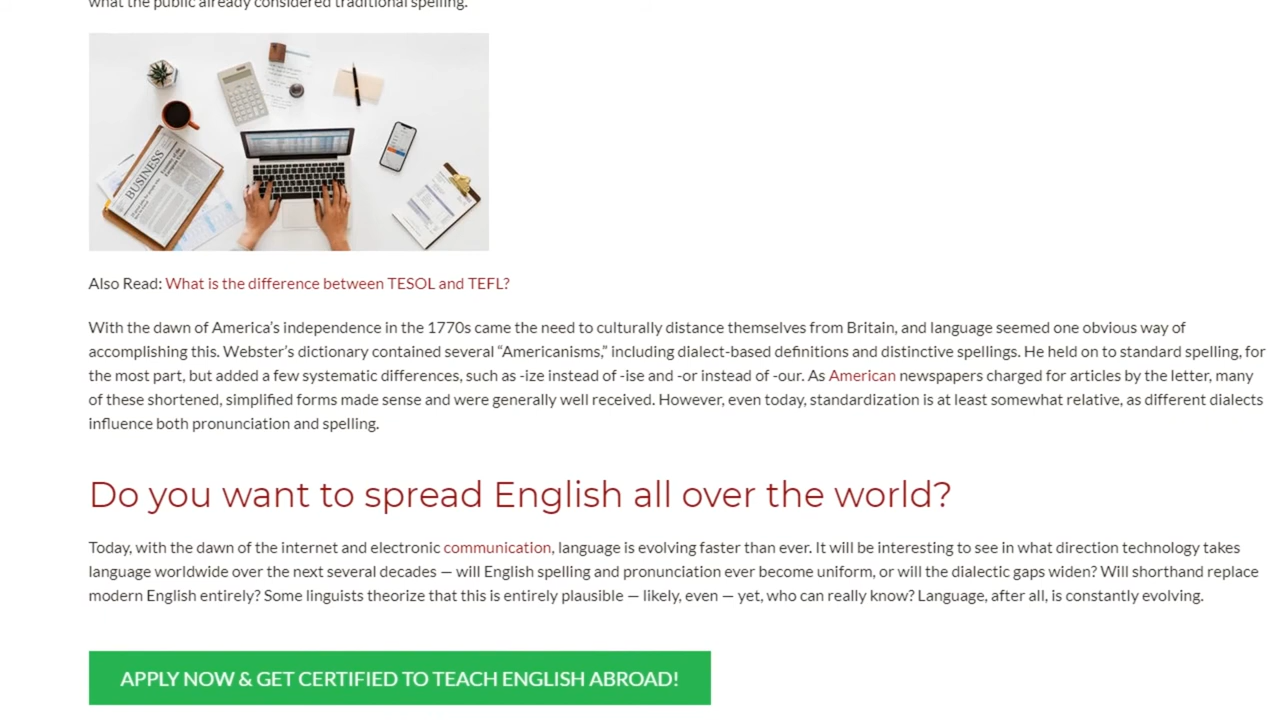 what the public already considered traditional spelling.
BUSINESS
Also Read: What is the difference between TESOL and TEFL?
With the dawn of America’s independence in the 1770s came the need to culturally distance themselves from Britain, and language seemed one obvious way of
accomplishing this. Webster’s dictionary contained several “Americanisms,” including dialect-based definitions and distinctive spellings. He held on to standard spelling, for
the most part, but added a few systematic differences, such as -ize instead of -ise and -or instead of -our. As American newspapers charged for articles by the letter, many
of these shortened, simplified forms made sense and were generally well received. However, even today, standardization is at least somewhat relative, as different dialects
influence both pronunciation and spelling.
Do you want to spread English all over the world?
Today, with the dawn of the internet and electronic communication, language is evolving faster than ever. It will be interesting to see in what direction technology takes
language worldwide over the next several decades — will English spelling and pronunciation ever become uniform, or will the dialectic gaps widen? Will shorthand replace
modern English entirely? Some linguists theorize that this is entirely plausible — likely, even — yet, who can really know? Language, after all, is constantly evolving.
APPLY NOW & GET CERTIFIED TO TEACH ENGLISH ABROAD!